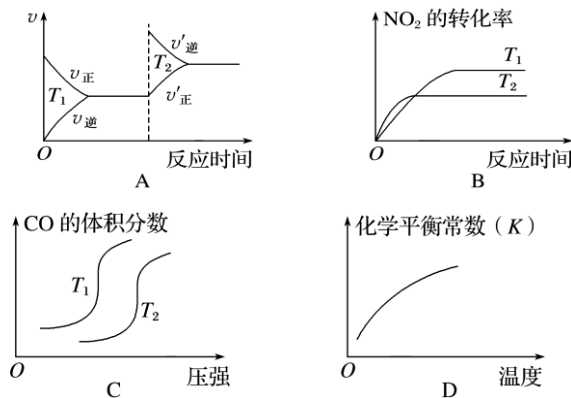 v
v正
v逆
T₁
v′逆
T₂
v′正
O
反应时间
A
NO₂的转化率
T₁
T₂
O
反应时间
B
CO的体积分数
T₁
T₂
O
压强
C
化学平衡常数(K)
O
温度
D